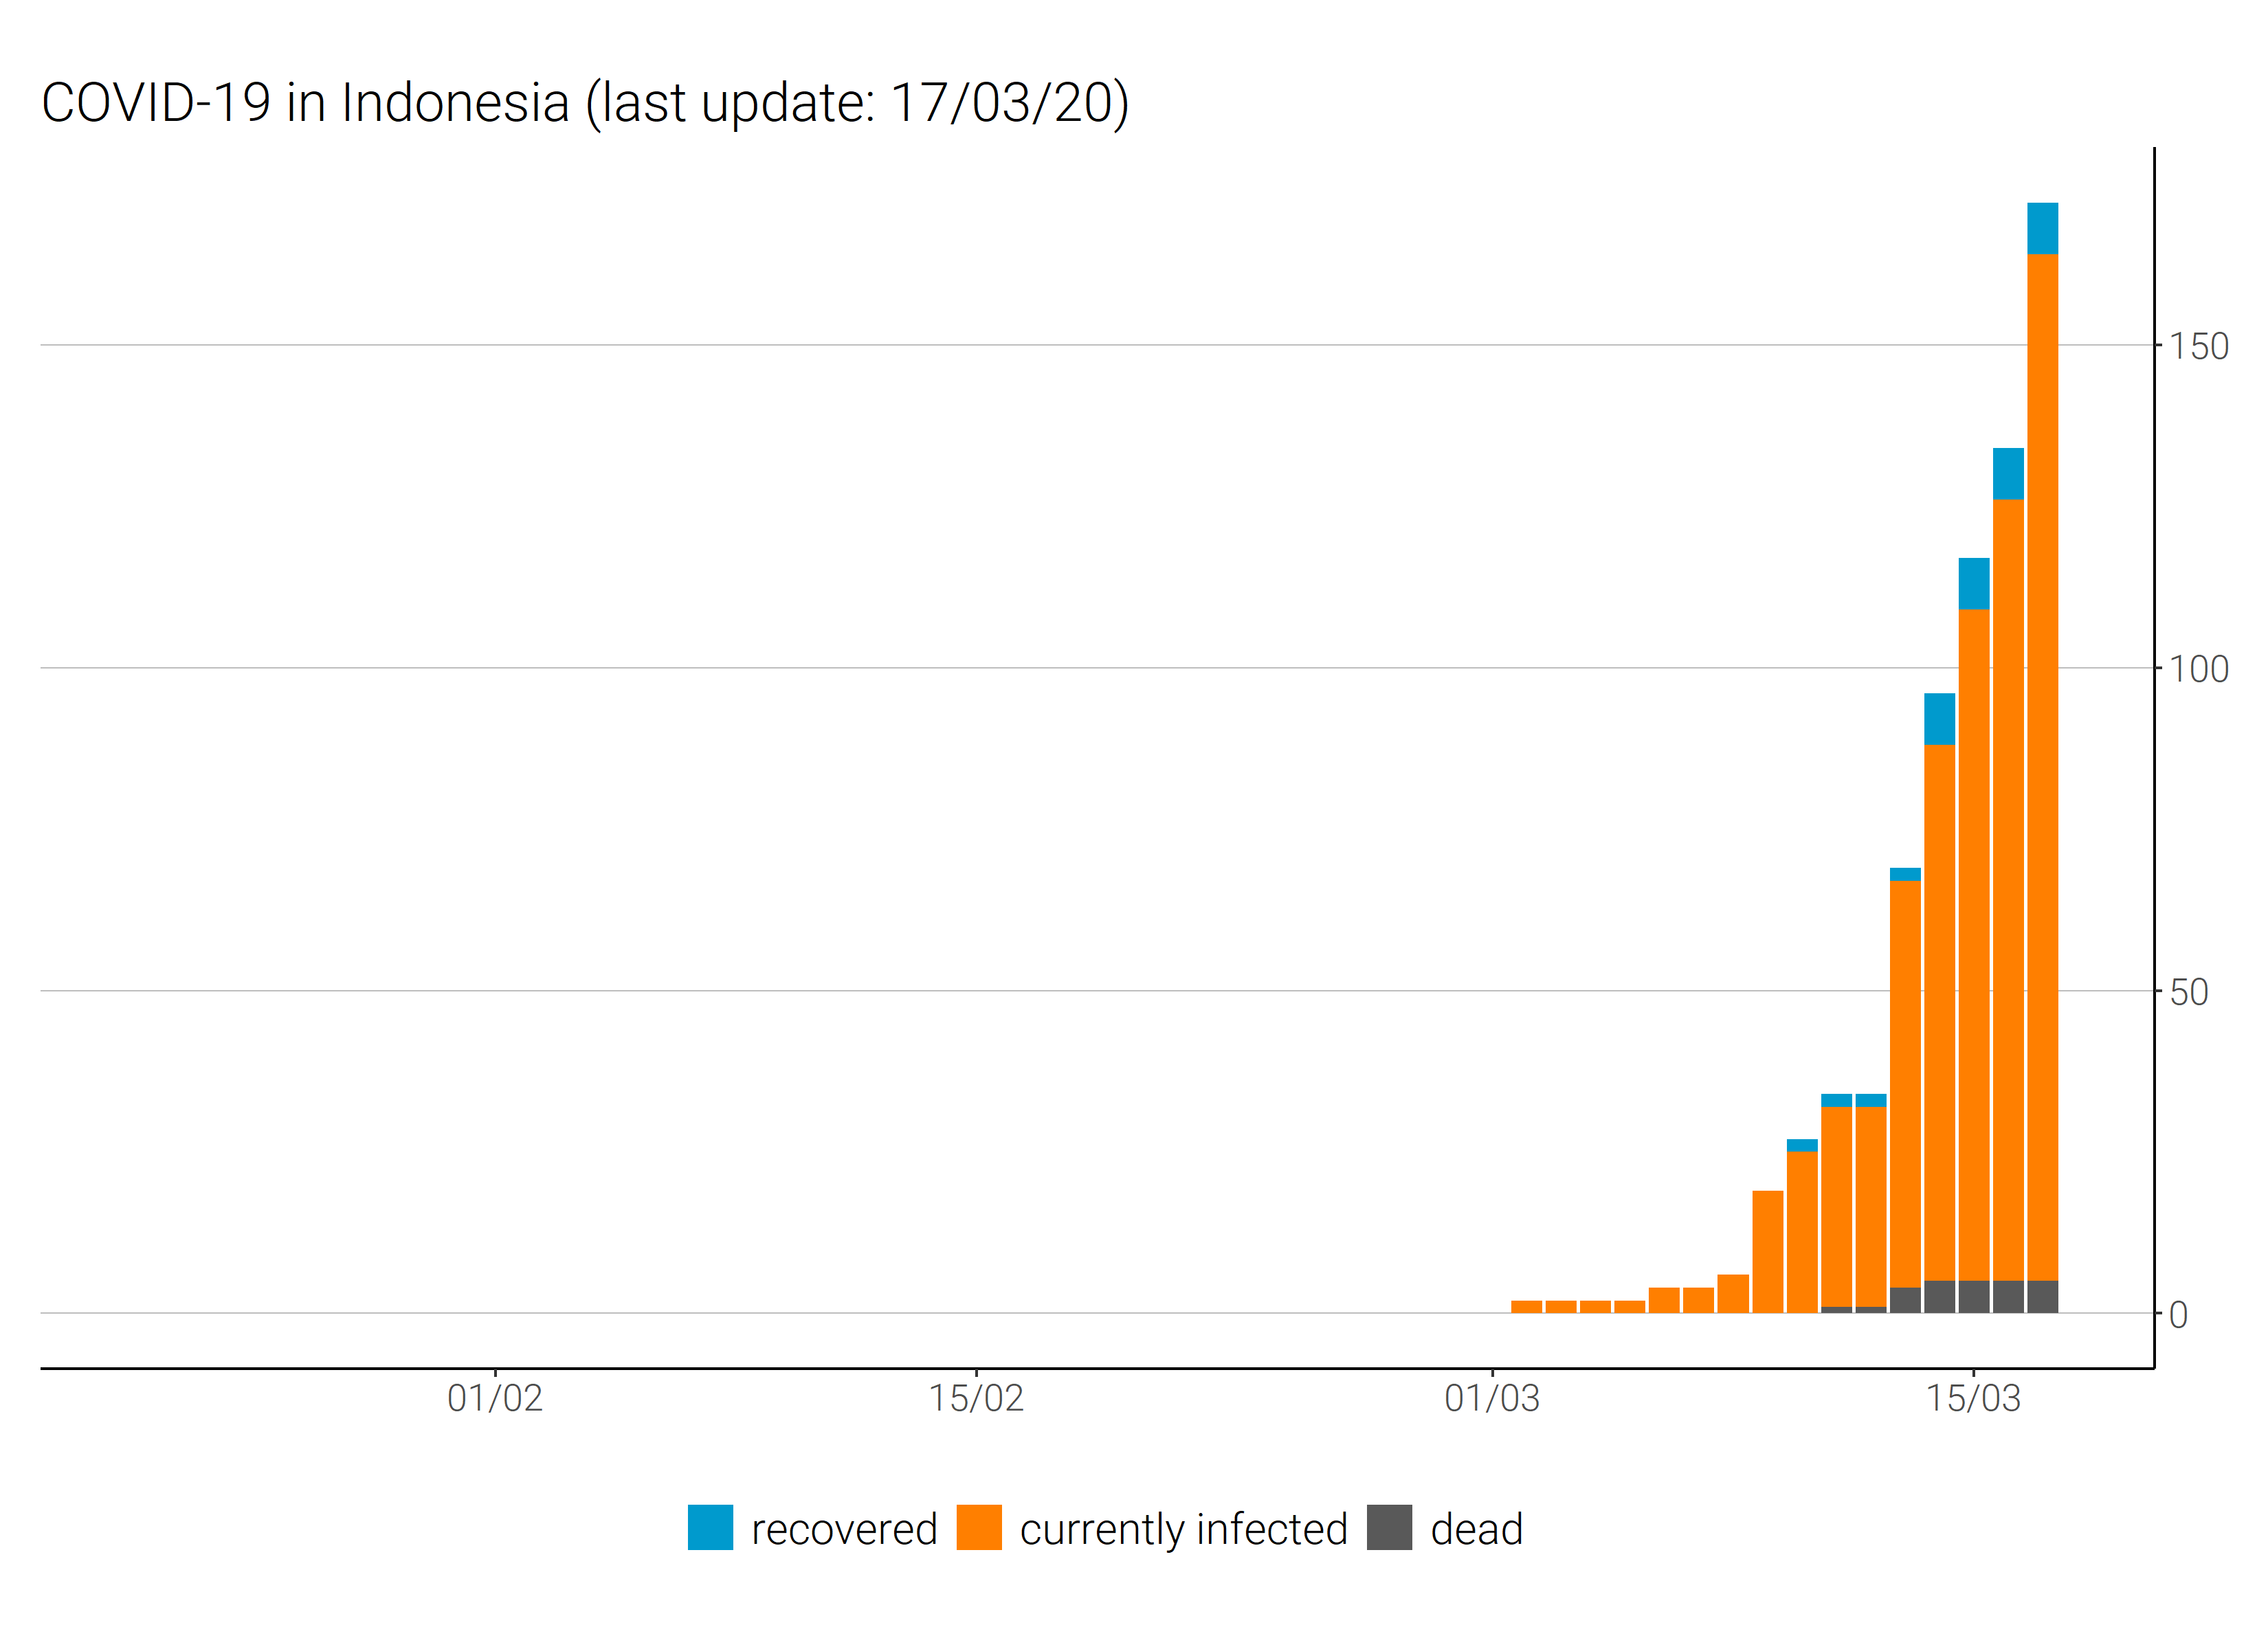 COVID-19 in Indonesia (last update: 17/03/20)
150
100
50
0
01/02 15/02 01/03 15/03
recovered currently infected dead